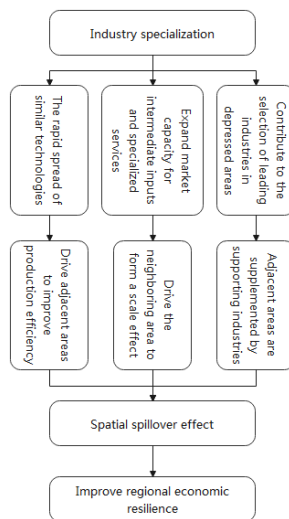 Industry specialization
The rapid spread of
similar technologies
Expand market
capacity for
intermediate inputs
and specialized
services
Contribute to the
selection of leading
industries in
depressed areas
Drive adjacent areas
to improve
production efficiency
Drive the
neighboring area to
form a scale effect
Adjacent areas are
supplemented by
supporting industries
Spatial spillover effect
Improve regional economic
resilience